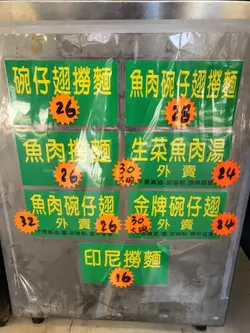 碗仔翅撈麵
26
魚肉碗仔翅撈麵
28
魚肉撈麵
26
生菜魚肉湯
外賣
30
24
魚肉碗仔翅
外賣
32
26
金牌碗仔翅
外賣
30
24
印尼撈麵
16